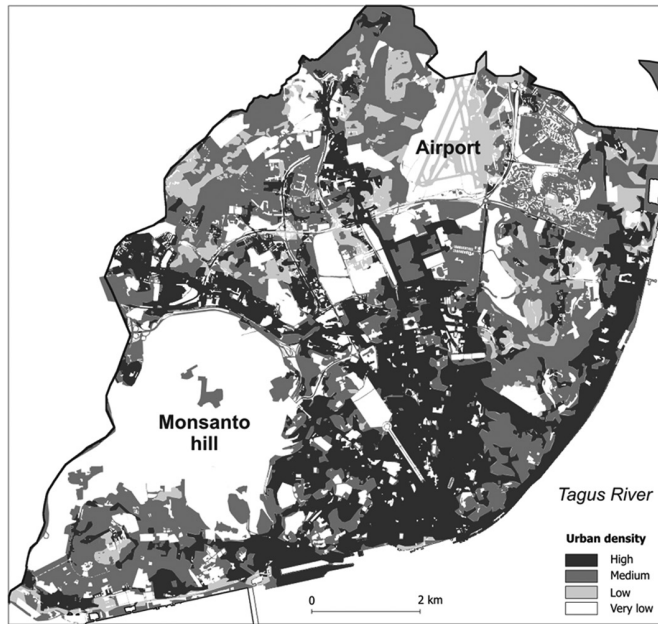 Airport
Monsanto
hill
Tagus River
Urban density
High
Medium
Low
Very low
0 2 km